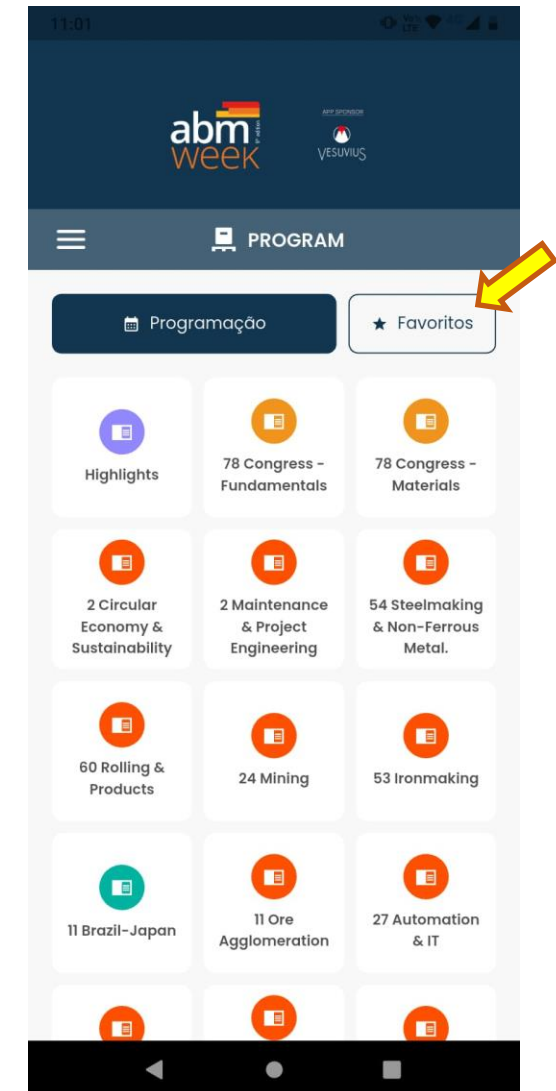 11:01
abm
week
APP SPONSOR
VESUVIUS
PROGRAM
Programação
Favoritos
Highlights
78 Congress -
Fundamentals
78 Congress -
Materials
2 Circular
Economy &
Sustainability
2 Maintenance
& Project
Engineering
54 Steelmaking
& Non-Ferrous
Metal.
60 Rolling &
Products
24 Mining
53 Ironmaking
11 Brazil-Japan
11 Ore
Agglomeration
27 Automation
& IT